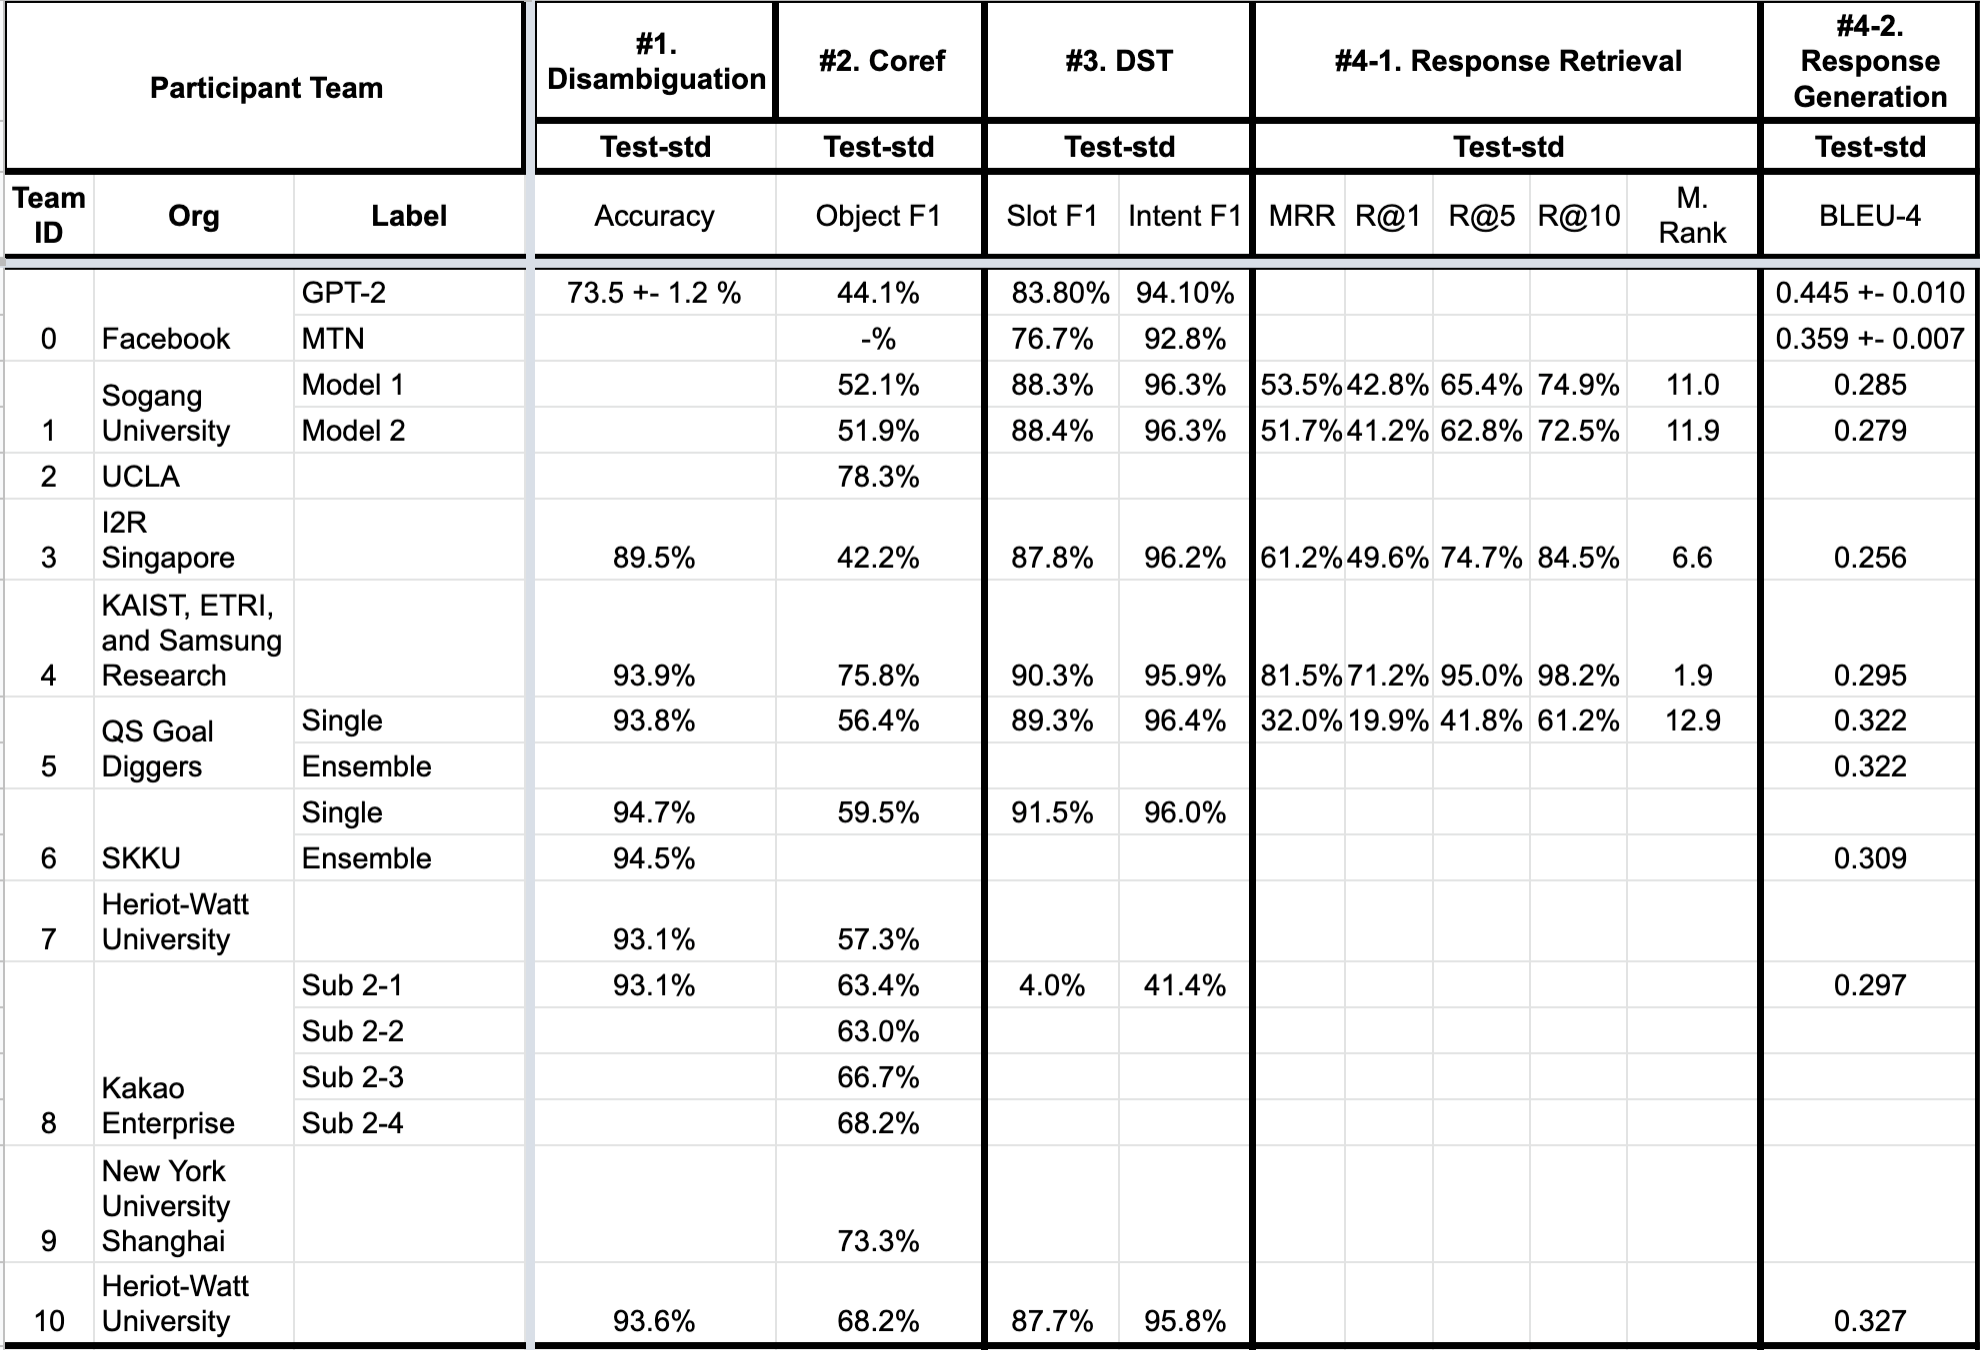 Participant Team #1. Disambiguation #2. Coref #3. DST #4-1. Response Retrieval #4-2. Response Generation
Test-std Test-std Test-std Test-std Test-std
Team ID Org Label Accuracy Object F1 Slot F1 Intent F1 MRR R@1 R@5 R@10 M. Rank BLEU-4
GPT-2 73.5 +- 1.2 % 44.1% 83.80% 94.10% 0.445 +- 0.010
0 Facebook MTN -% 76.7% 92.8% 0.359 +- 0.007
Sogang Model 1 52.1% 88.3% 96.3% 53.5% 42.8% 65.4% 74.9% 11.0 0.285
1 University Model 2 51.9% 88.4% 96.3% 51.7% 41.2% 62.8% 72.5% 11.9 0.279
2 UCLA 78.3%
I2R
3 Singapore 89.5% 42.2% 87.8% 96.2% 61.2% 49.6% 74.7% 84.5% 6.6 0.256
KAIST, ETRI,
and Samsung
4 Research 93.9% 75.8% 90.3% 95.9% 81.5% 71.2% 95.0% 98.2% 1.9 0.295
QS Goal Single 93.8% 56.4% 89.3% 96.4% 32.0% 19.9% 41.8% 61.2% 12.9 0.322
5 Diggers Ensemble 0.322
Single 94.7% 59.5% 91.5% 96.0%
6 SKKU Ensemble 94.5% 0.309
Heriot-Watt
7 University 93.1% 57.3%
Sub 2-1 93.1% 63.4% 4.0% 41.4% 0.297
Sub 2-2 63.0%
Kakao Sub 2-3 66.7%
8 Enterprise Sub 2-4 68.2%
New York
University
9 Shanghai 73.3%
Heriot-Watt
10 University 93.6% 68.2% 87.7% 95.8% 0.327